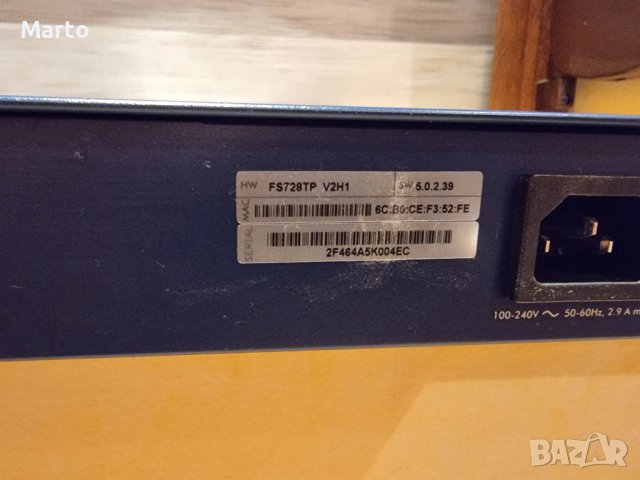 Marto
HW FS728TP V2H1 SW 5.0.2.39
MAC 6C:B0:CE:F3:52:FE
SERIAL
2F464A5K004EC
100-240V ~ 50-60Hz, 2.9 A m
BAZAR